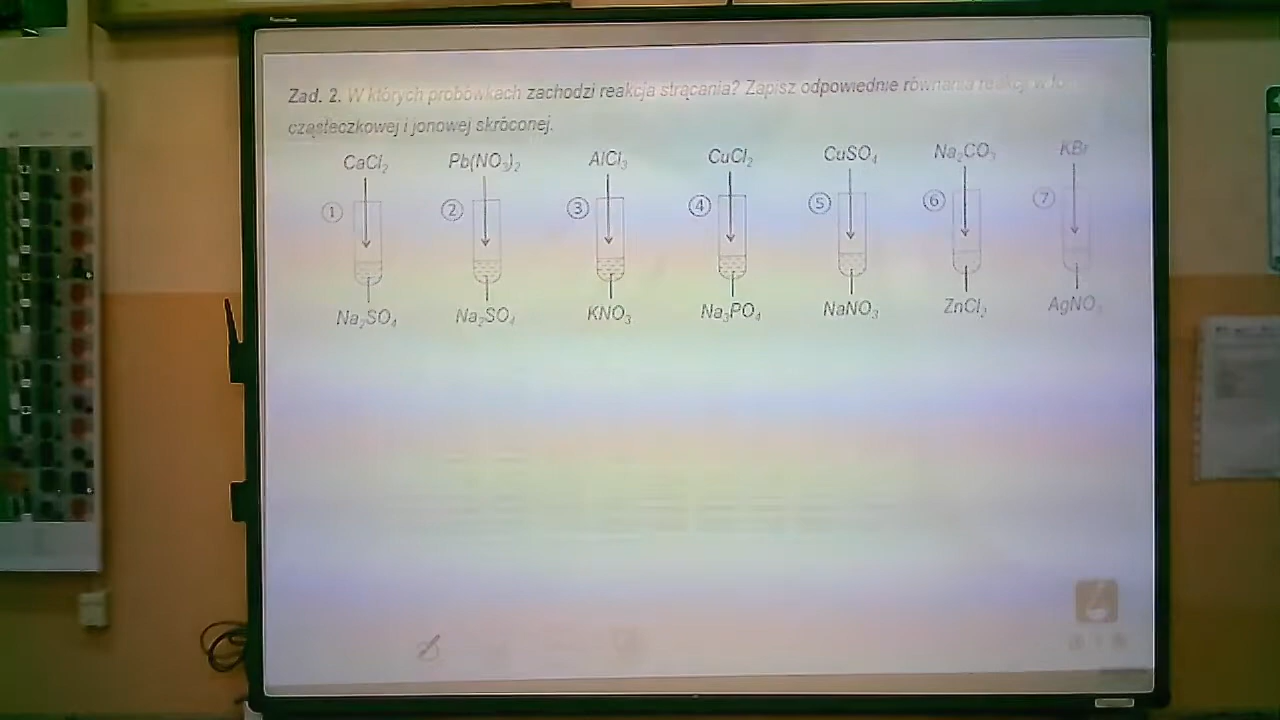 Zad. 2. W których probówkach zachodzi reakcja strącania? Zapisz odpowiednie równania reakcji w
cząsteczkowej i jonowej skróconej.
CaCl₂ Pb(NO₃)₂ AlCl₃ CuCl₂ CuSO₄ Na₂CO₃ KBr
① ② ③ ④ ⑤ ⑥ ⑦
Na₂SO₄ Na₂SO₄ KNO₃ Na₃PO₄ NaNO₃ ZnCl₂ AgNO₃